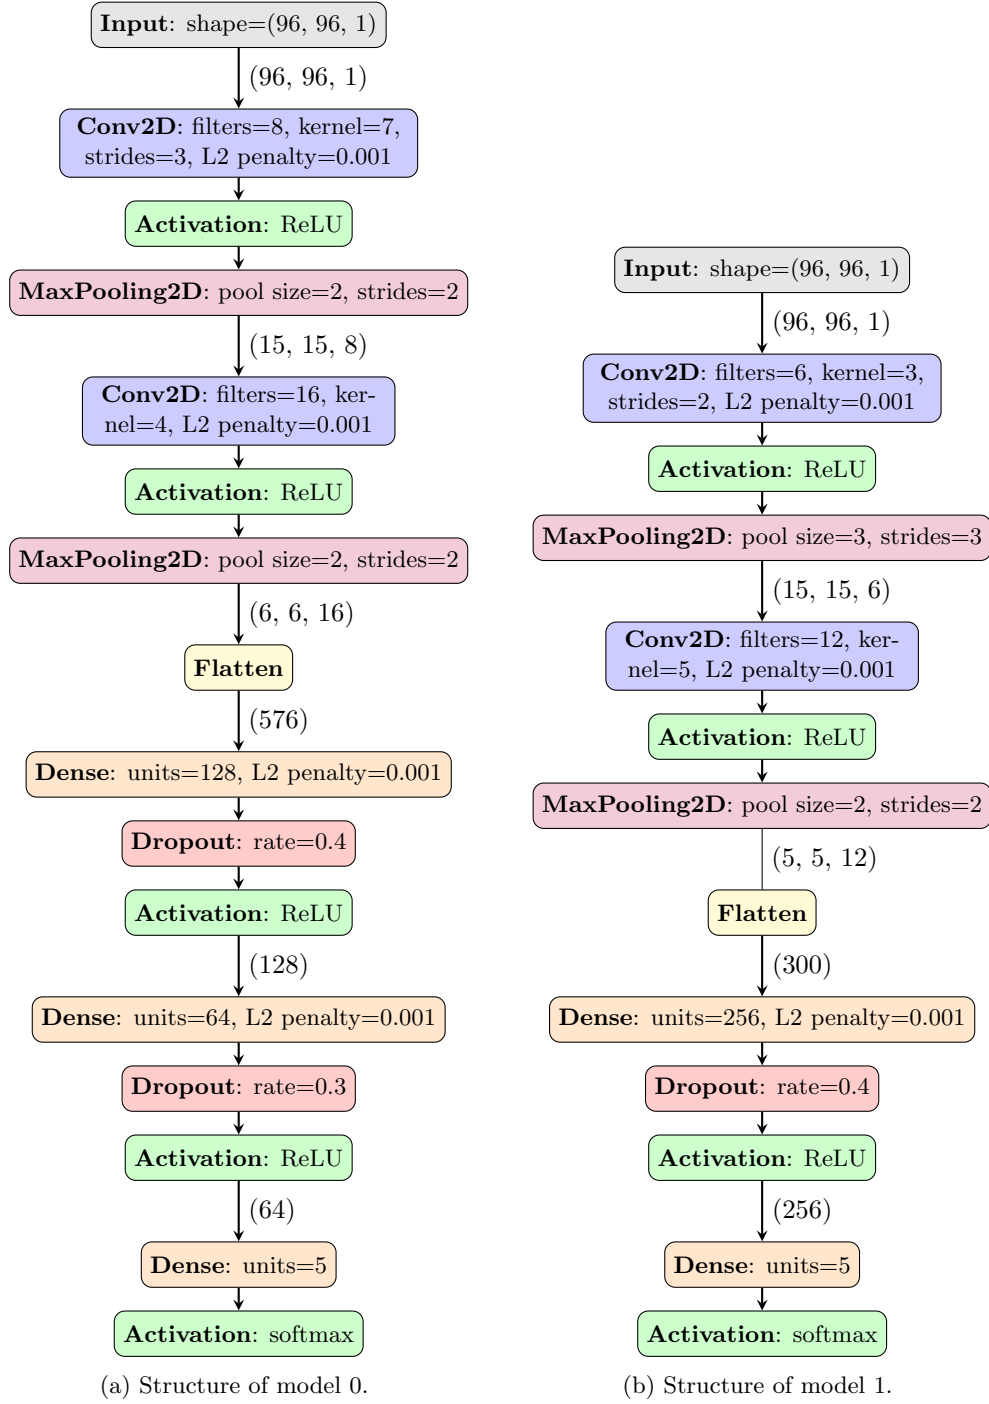 Input: shape=(96, 96, 1)
(96, 96, 1)
Conv2D: filters=8, kernel=7,
strides=3, L2 penalty=0.001
Activation: ReLU
MaxPooling2D: pool size=2, strides=2
(15, 15, 8)
Conv2D: filters=16, ker-
nel=4, L2 penalty=0.001
Activation: ReLU
MaxPooling2D: pool size=2, strides=2
(6, 6, 16)
Flatten
(576)
Dense: units=128, L2 penalty=0.001
Dropout: rate=0.4
Activation: ReLU
(128)
Dense: units=64, L2 penalty=0.001
Dropout: rate=0.3
Activation: ReLU
(64)
Dense: units=5
Activation: softmax
(a) Structure of model 0.
Input: shape=(96, 96, 1)
(96, 96, 1)
Conv2D: filters=6, kernel=3,
strides=2, L2 penalty=0.001
Activation: ReLU
MaxPooling2D: pool size=3, strides=3
(15, 15, 6)
Conv2D: filters=12, ker-
nel=5, L2 penalty=0.001
Activation: ReLU
MaxPooling2D: pool size=2, strides=2
(5, 5, 12)
Flatten
(300)
Dense: units=256, L2 penalty=0.001
Dropout: rate=0.4
Activation: ReLU
(256)
Dense: units=5
Activation: softmax
(b) Structure of model 1.